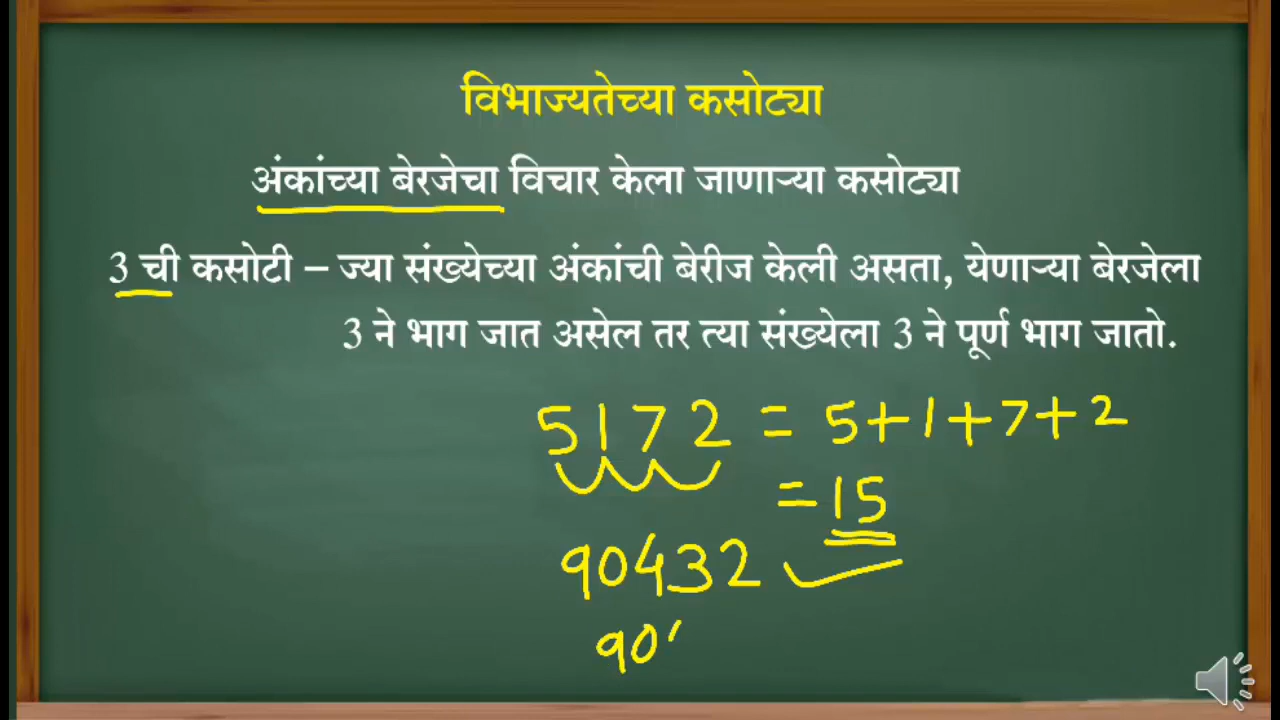 विभाज्यतेच्या कसोट्या
अंकांच्या बेरजेचा विचार केला जाणाऱ्या कसोट्या
3 ची कसोटी – ज्या संख्येच्या अंकांची बेरीज केली असता, येणाऱ्या बेरजेला
3 ने भाग जात असेल तर त्या संख्येला 3 ने पूर्ण भाग जातो.
5172 = 5+1+7+2
= 15
90432
90